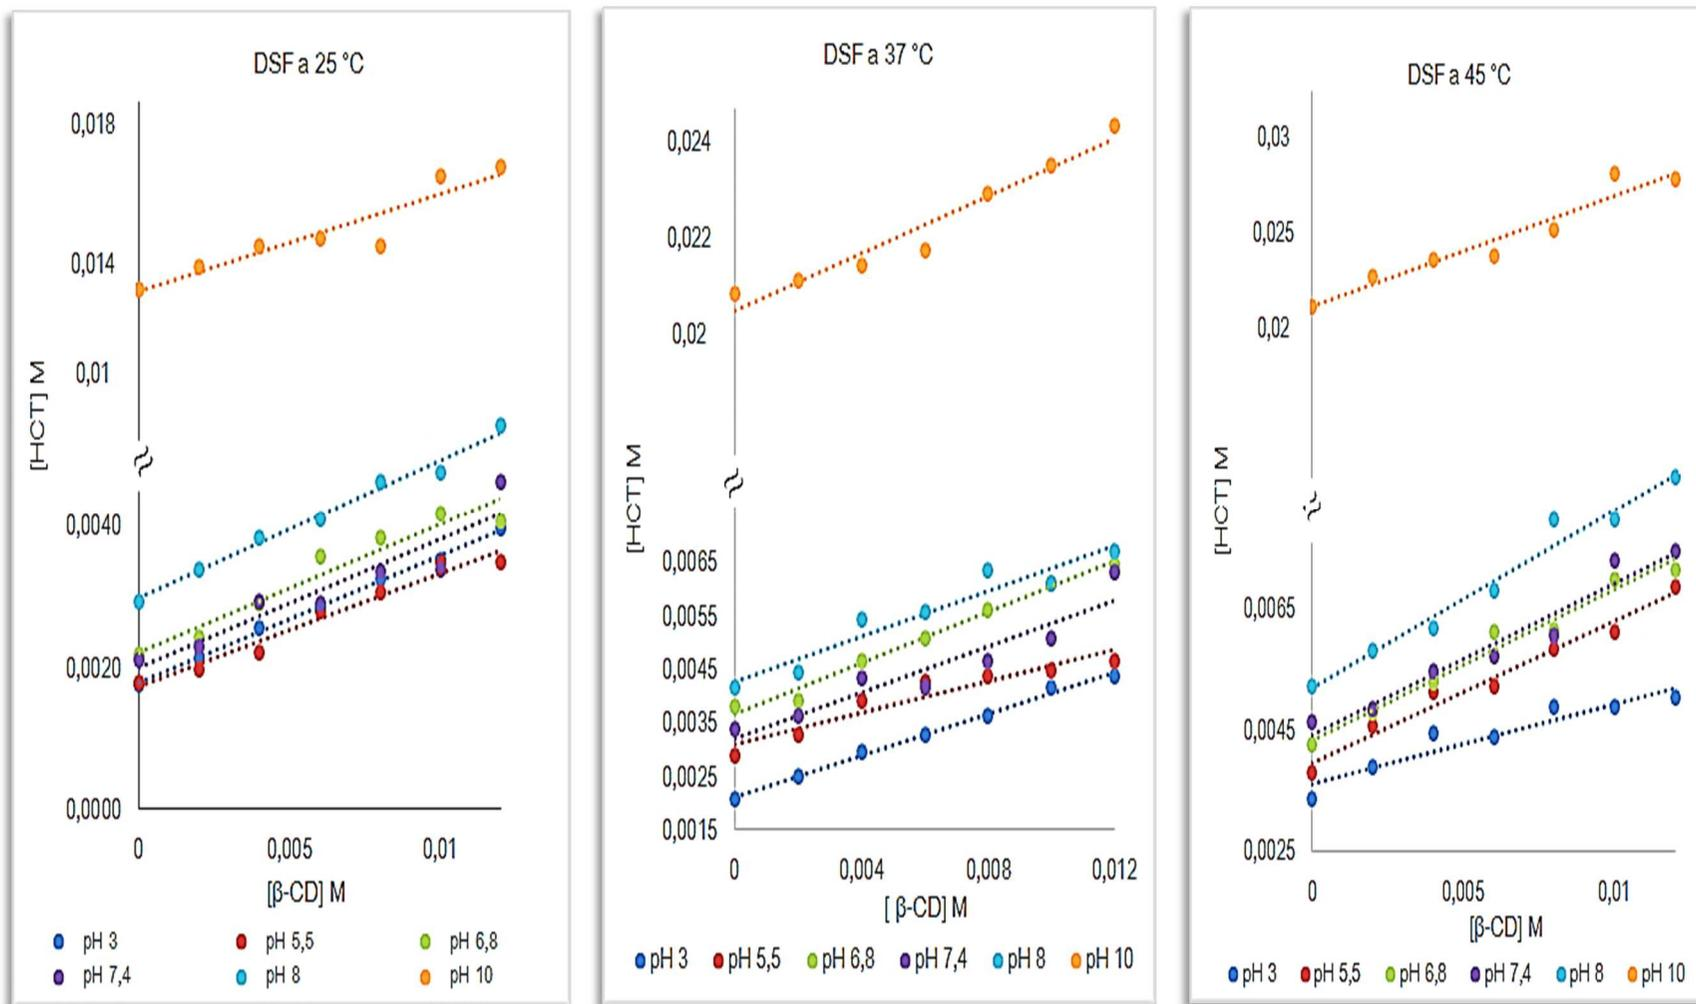 DSF a 25 °C
0,018
0,014
0,01
0,0040
0,0020
0,0000
[HCT] M
0 0,005 0,01
[β-CD] M
pH 3 pH 5,5 pH 6,8
pH 7,4 pH 8 pH 10
DSF a 37 °C
0,024
0,022
0,02
0,0065
0,0055
0,0045
0,0035
0,0025
0,0015
[HCT] M
0 0,004 0,008 0,012
[ β-CD] M
pH 3 pH 5,5 pH 6,8 pH 7,4 pH 8 pH 10
DSF a 45 °C
0,03
0,025
0,02
0,0065
0,0045
0,0025
[HCT] M
0 0,005 0,01
[β-CD] M
pH 3 pH 5,5 pH 6,8 pH 7,4 pH 8 pH 10